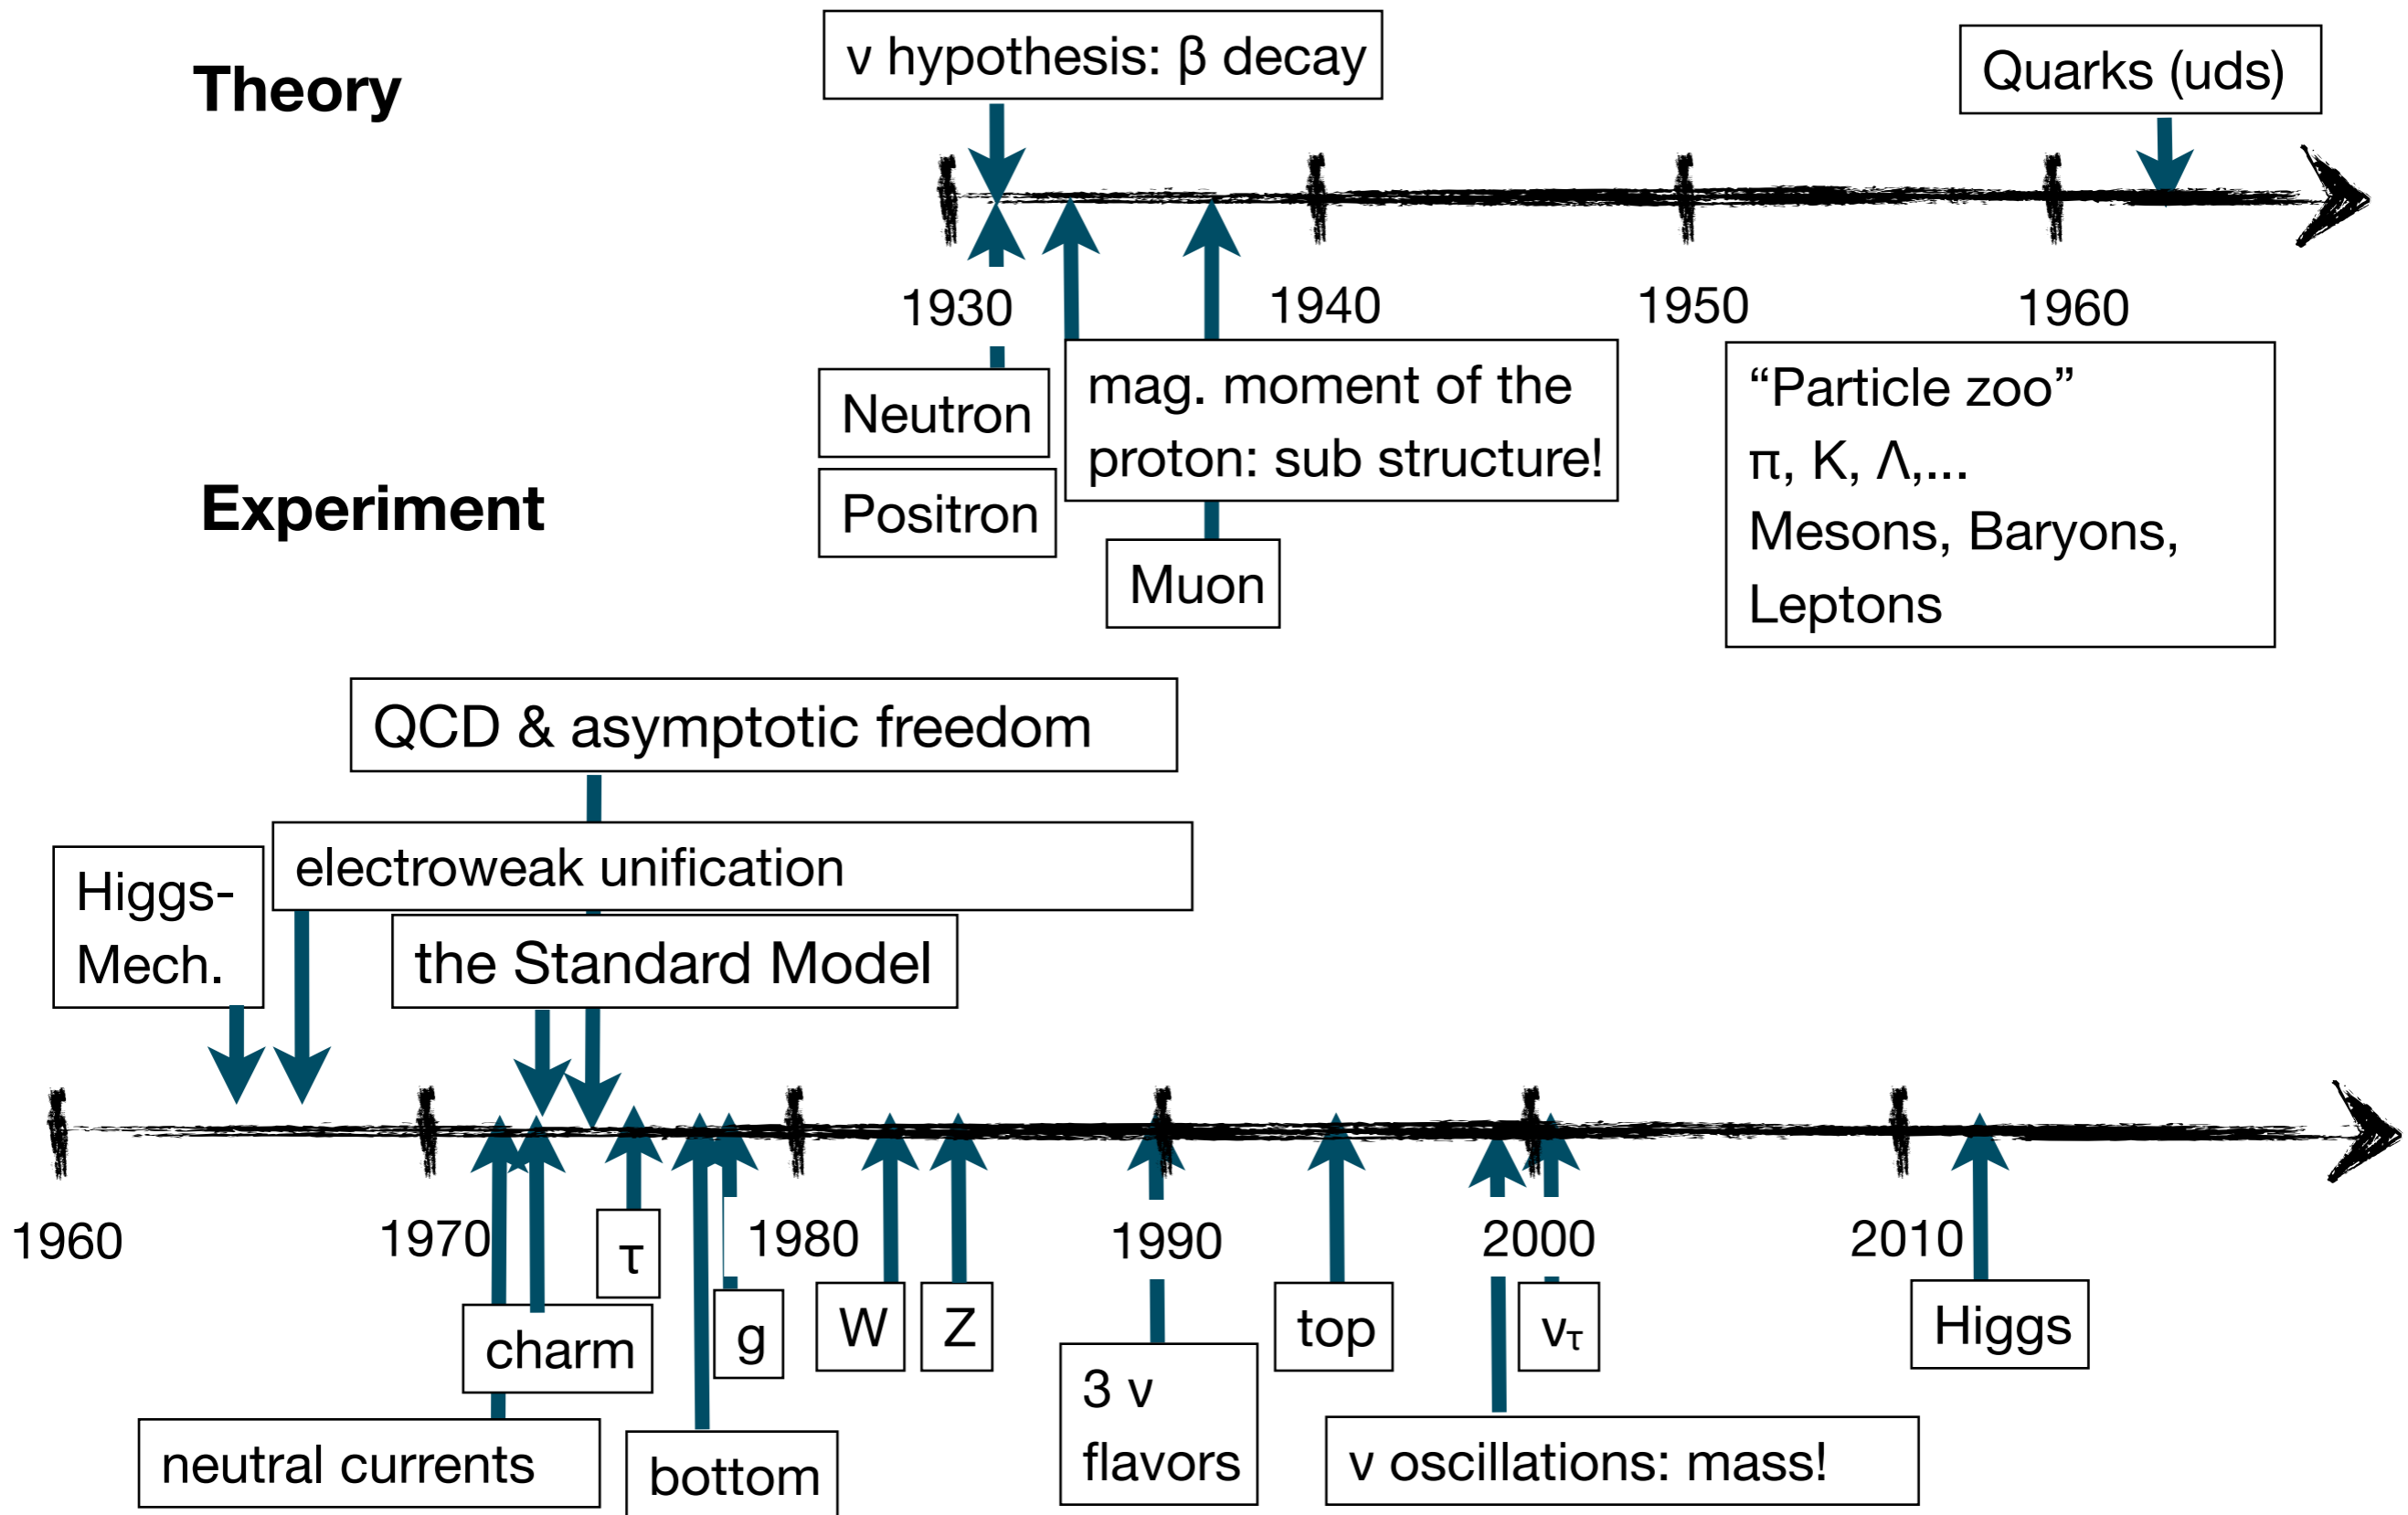 Theory
ν hypothesis: β decay
Quarks (uds)
1930
1940
1950
1960
Neutron
Positron
mag. moment of the
proton: sub structure!
Muon
“Particle zoo”
π, K, Λ,...
Mesons, Baryons,
Leptons
Experiment
QCD & asymptotic freedom
electroweak unification
Higgs-
Mech.
the Standard Model
1960
1970
1980
1990
2000
2010
τ
charm
g
W
Z
top
ντ
Higgs
neutral currents
bottom
3 ν
flavors
ν oscillations: mass!